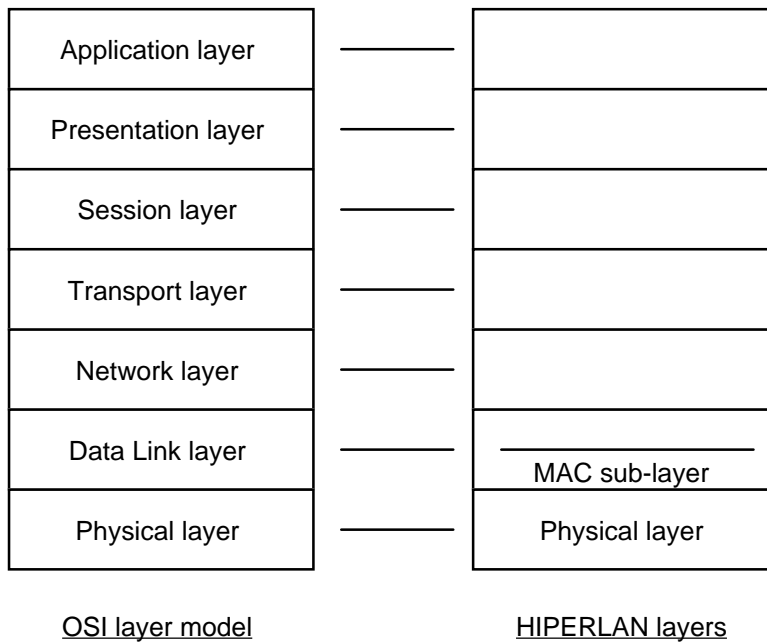 Application layer
Presentation layer
Session layer
Transport layer
Network layer
Data Link layer
MAC sub-layer
Physical layer
Physical layer
OSI layer model
HIPERLAN layers